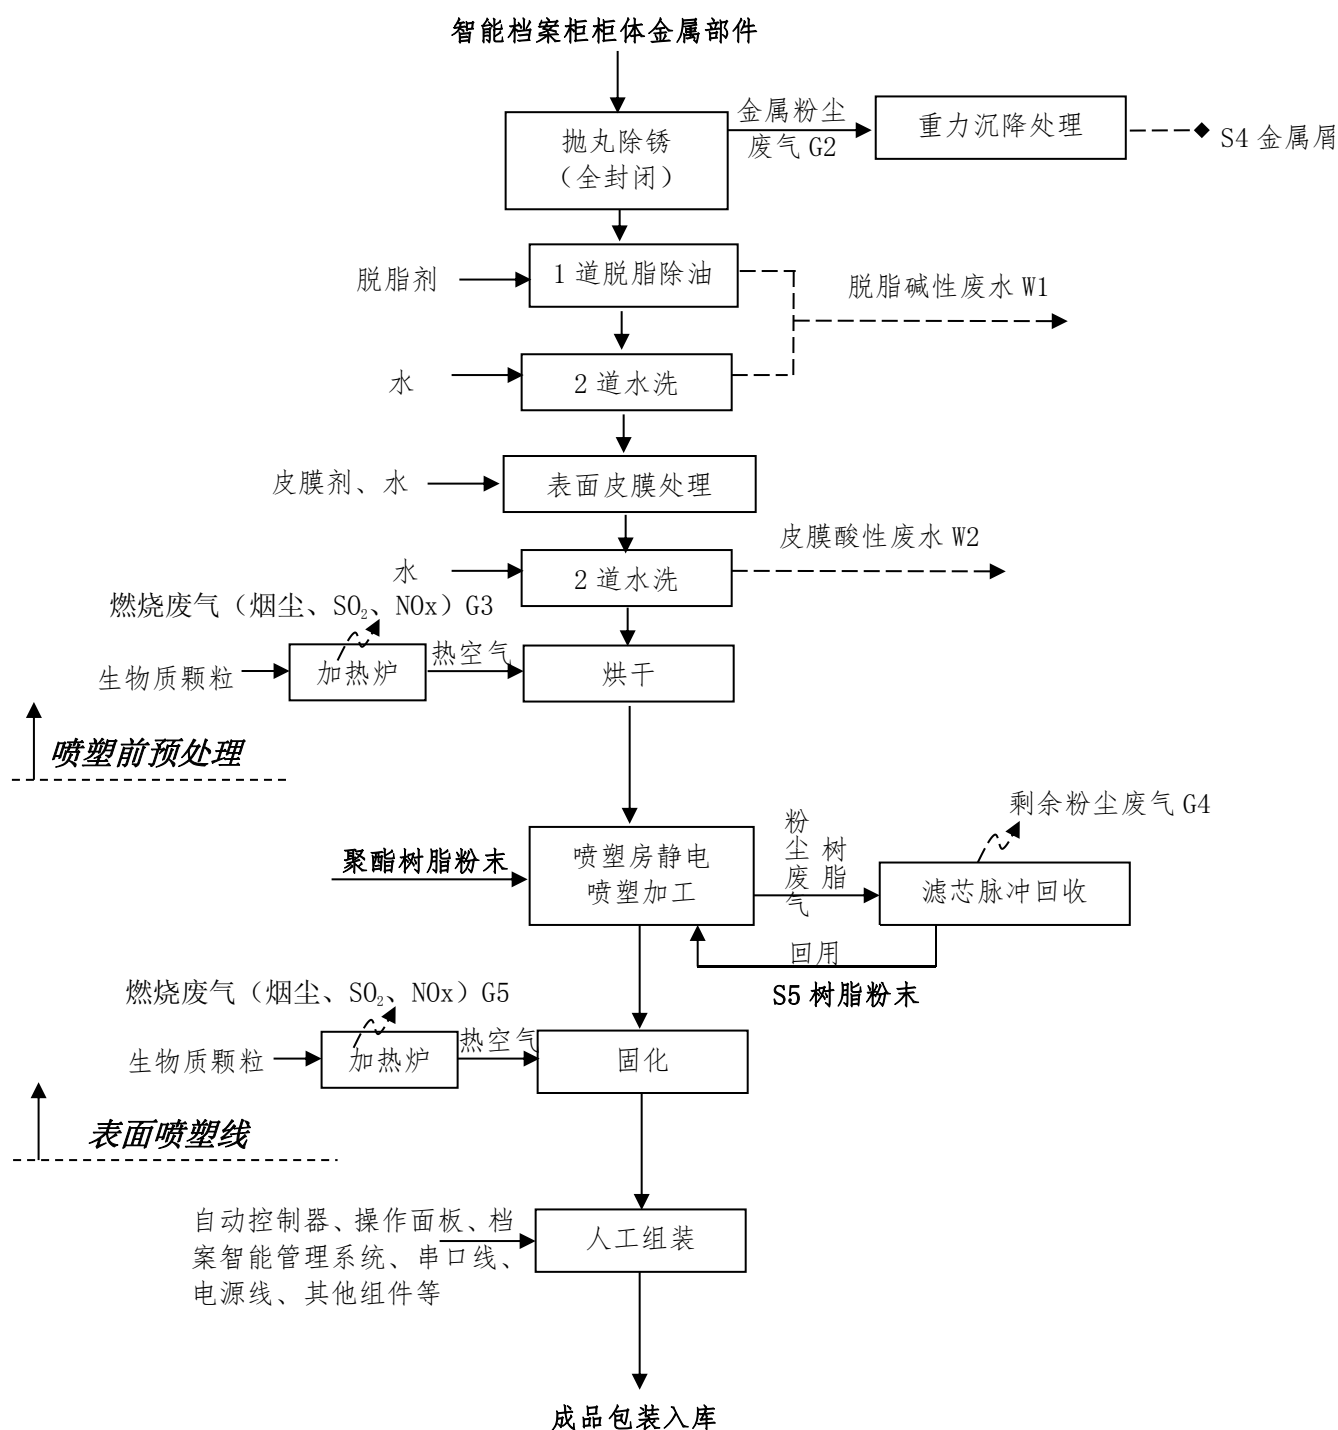 智能档案柜柜体金属部件
金属粉尘
废气 G2
重力沉降处理
S4 金属屑
抛丸除锈
（全封闭）
脱脂剂
1 道脱脂除油
脱脂碱性废水 W1
水
2 道水洗
皮膜剂、水
表面皮膜处理
皮膜酸性废水 W2
水
2 道水洗
燃烧废气（烟尘、SO₂、NOx）G3
生物质颗粒
加热炉
热空气
烘干
喷塑前预处理
剩余粉尘废气 G4
聚酯树脂粉末
喷塑房静电
喷塑加工
树脂
粉尘废气
滤芯脉冲回收
回用
S5 树脂粉末
燃烧废气（烟尘、SO₂、NOx）G5
生物质颗粒
加热炉
热空气
固化
表面喷塑线
自动控制器、操作面板、档
案智能管理系统、串口线、
电源线、其他组件等
人工组装
成品包装入库